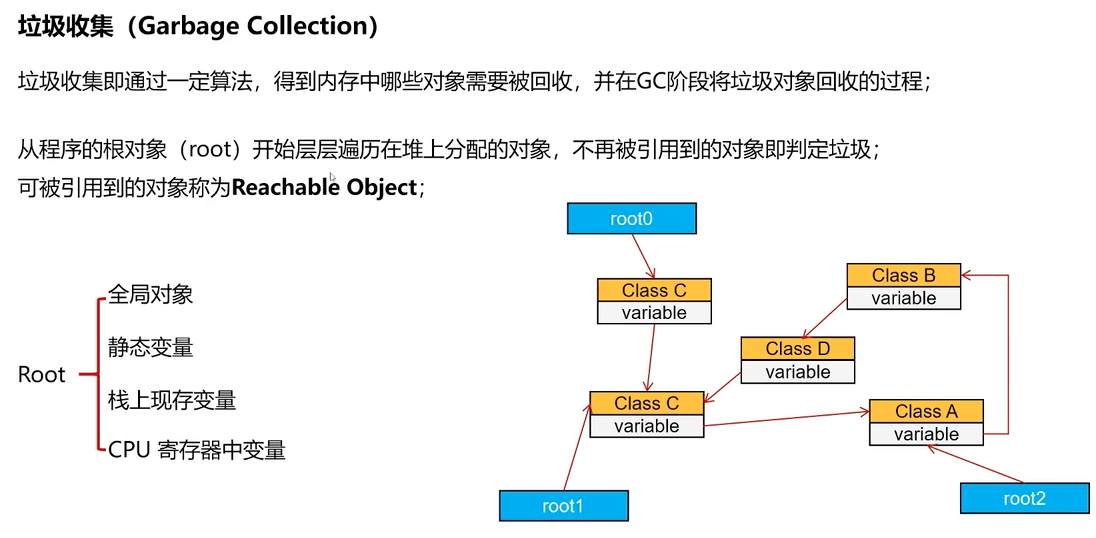 垃圾收集（Garbage Collection）
垃圾收集即通过一定算法，得到内存中哪些对象需要被回收，并在GC阶段将垃圾对象回收的过程；
从程序的根对象（root）开始层层遍历在堆上分配的对象，不再被引用到的对象即判定垃圾；
可被引用到的对象称为Reachable Object；
Root
全局对象
静态变量
栈上现存变量
CPU 寄存器中变量
root0
Class C
variable
Class B
variable
Class D
variable
Class C
variable
Class A
variable
root1
root2